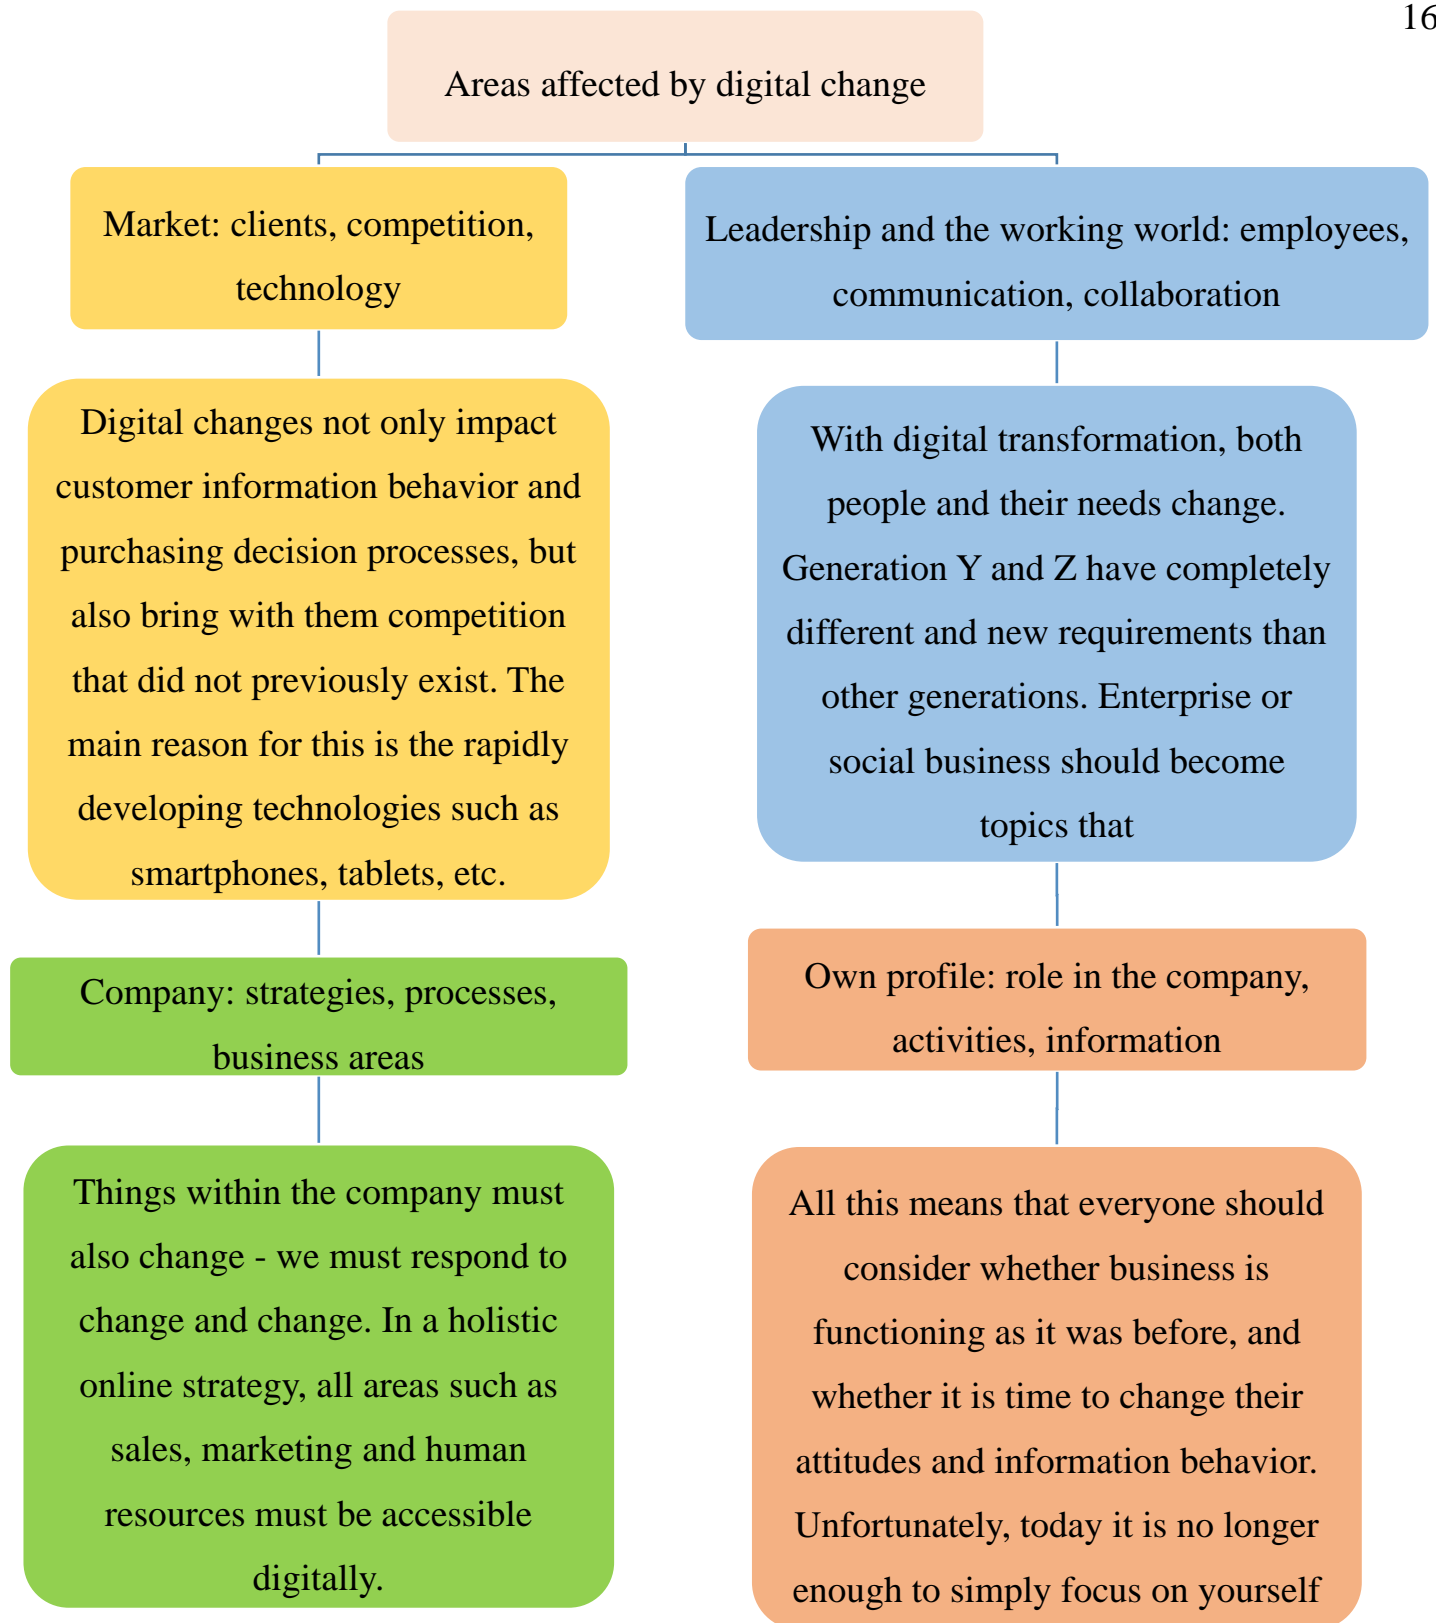 16
Areas affected by digital change
Market: clients, competition,
technology
Digital changes not only impact
customer information behavior and
purchasing decision processes, but
also bring with them competition
that did not previously exist. The
main reason for this is the rapidly
developing technologies such as
smartphones, tablets, etc.
Company: strategies, processes,
business areas
Things within the company must
also change - we must respond to
change and change. In a holistic
online strategy, all areas such as
sales, marketing and human
resources must be accessible
digitally.
Leadership and the working world: employees,
communication, collaboration
With digital transformation, both
people and their needs change.
Generation Y and Z have completely
different and new requirements than
other generations. Enterprise or
social business should become
topics that
Own profile: role in the company,
activities, information
All this means that everyone should
consider whether business is
functioning as it was before, and
whether it is time to change their
attitudes and information behavior.
Unfortunately, today it is no longer
enough to simply focus on yourself